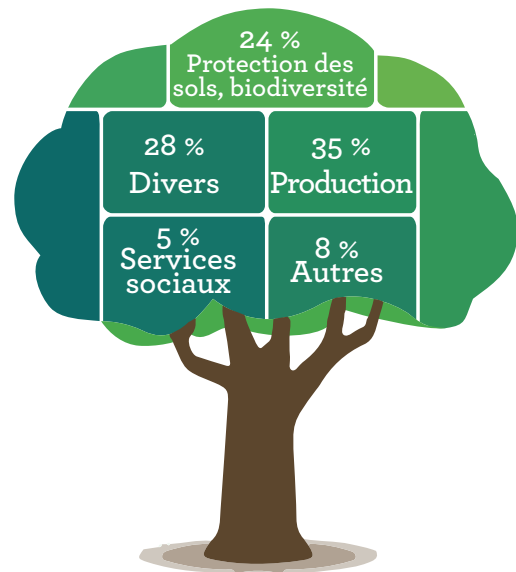 24 %
Protection des
sols, biodiversité
28 %
Divers
35 %
Production
5 %
Services
sociaux
8 %
Autres